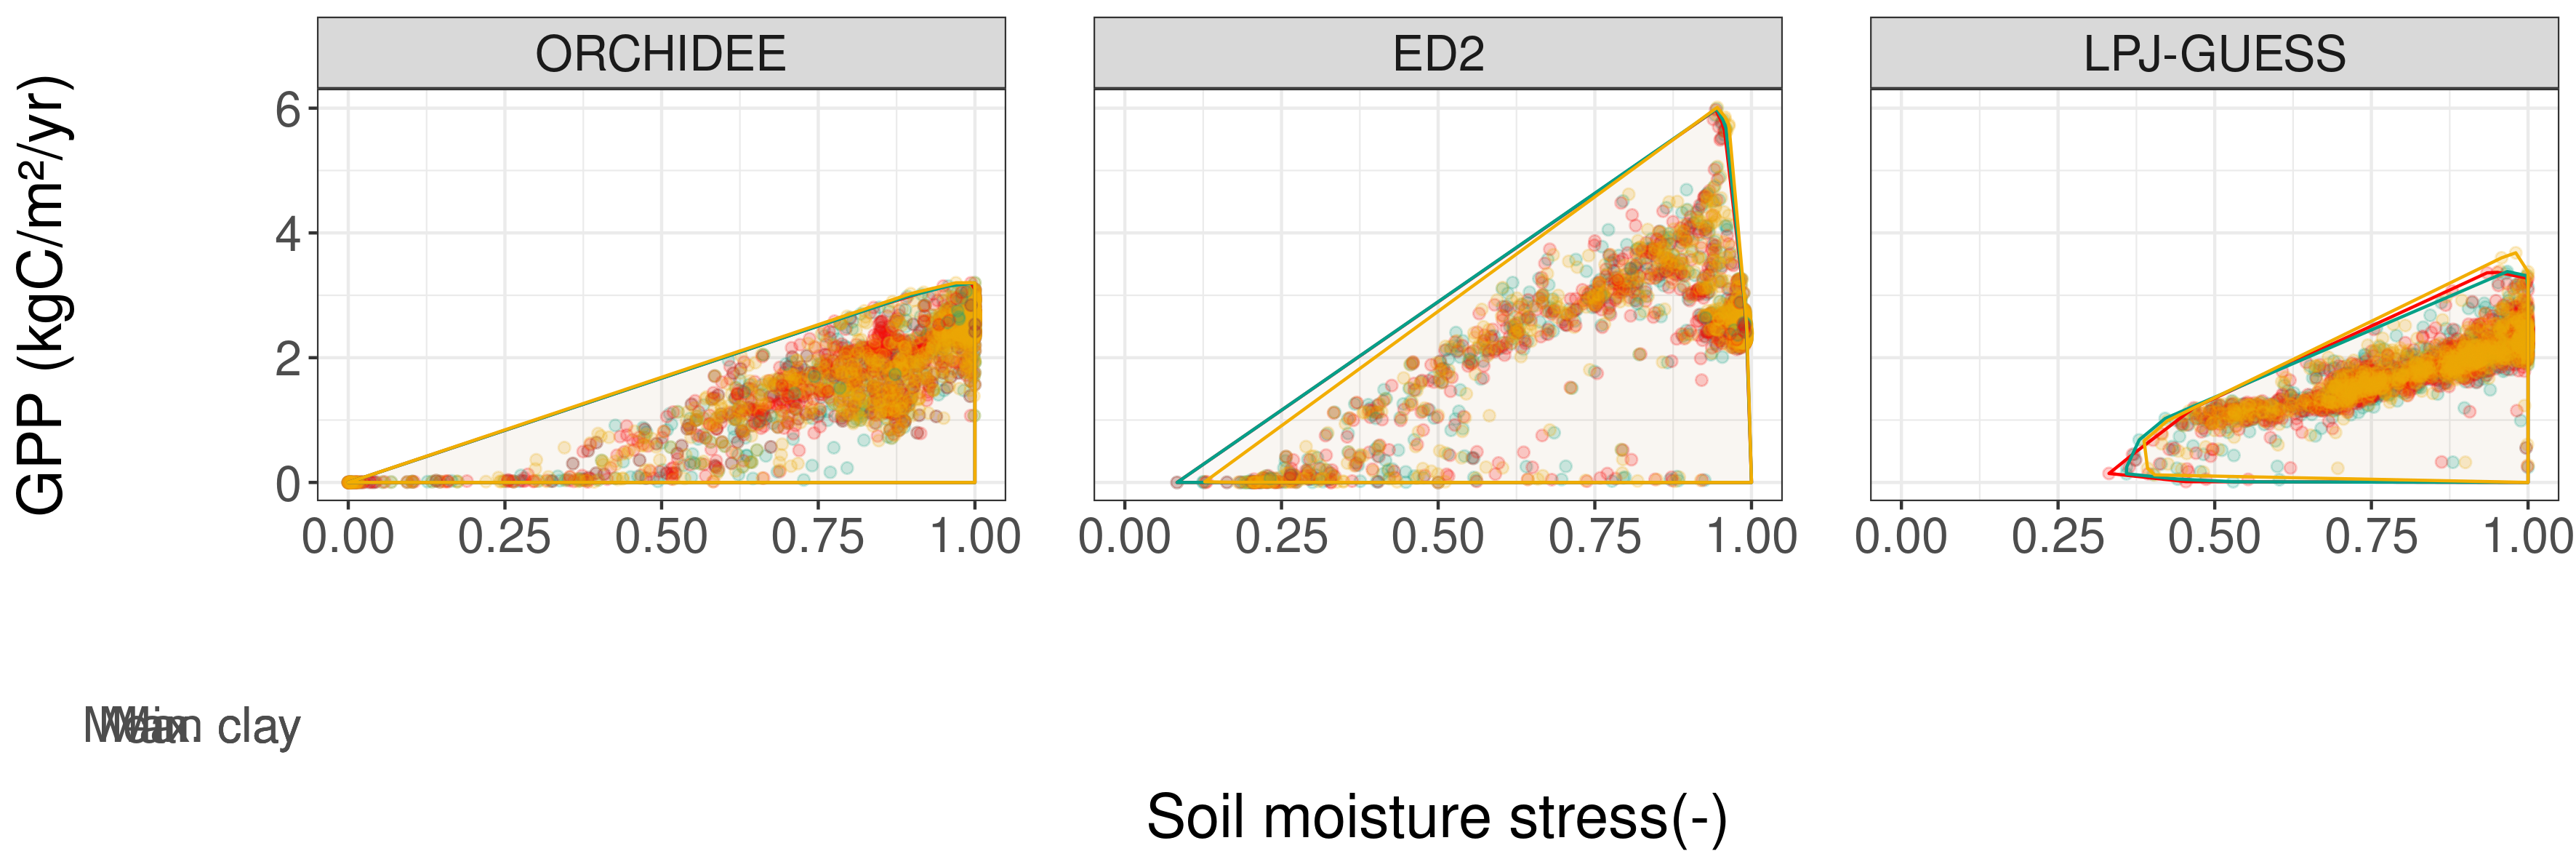 ORCHIDEE ED2 LPJ-GUESS
GPP (kgC/m²/yr)
6
4
2
0
0.00 0.25 0.50 0.75 1.00 0.00 0.25 0.50 0.75 1.00 0.00 0.25 0.50 0.75 1.00
clay
Soil moisture stress(-)